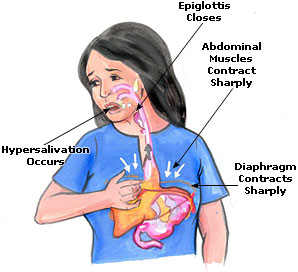 Epiglottis
Closes
Abdominal
Muscles
Contract
Sharply
Hypersalivation
Occurs
Diaphragm
Contracts
Sharply